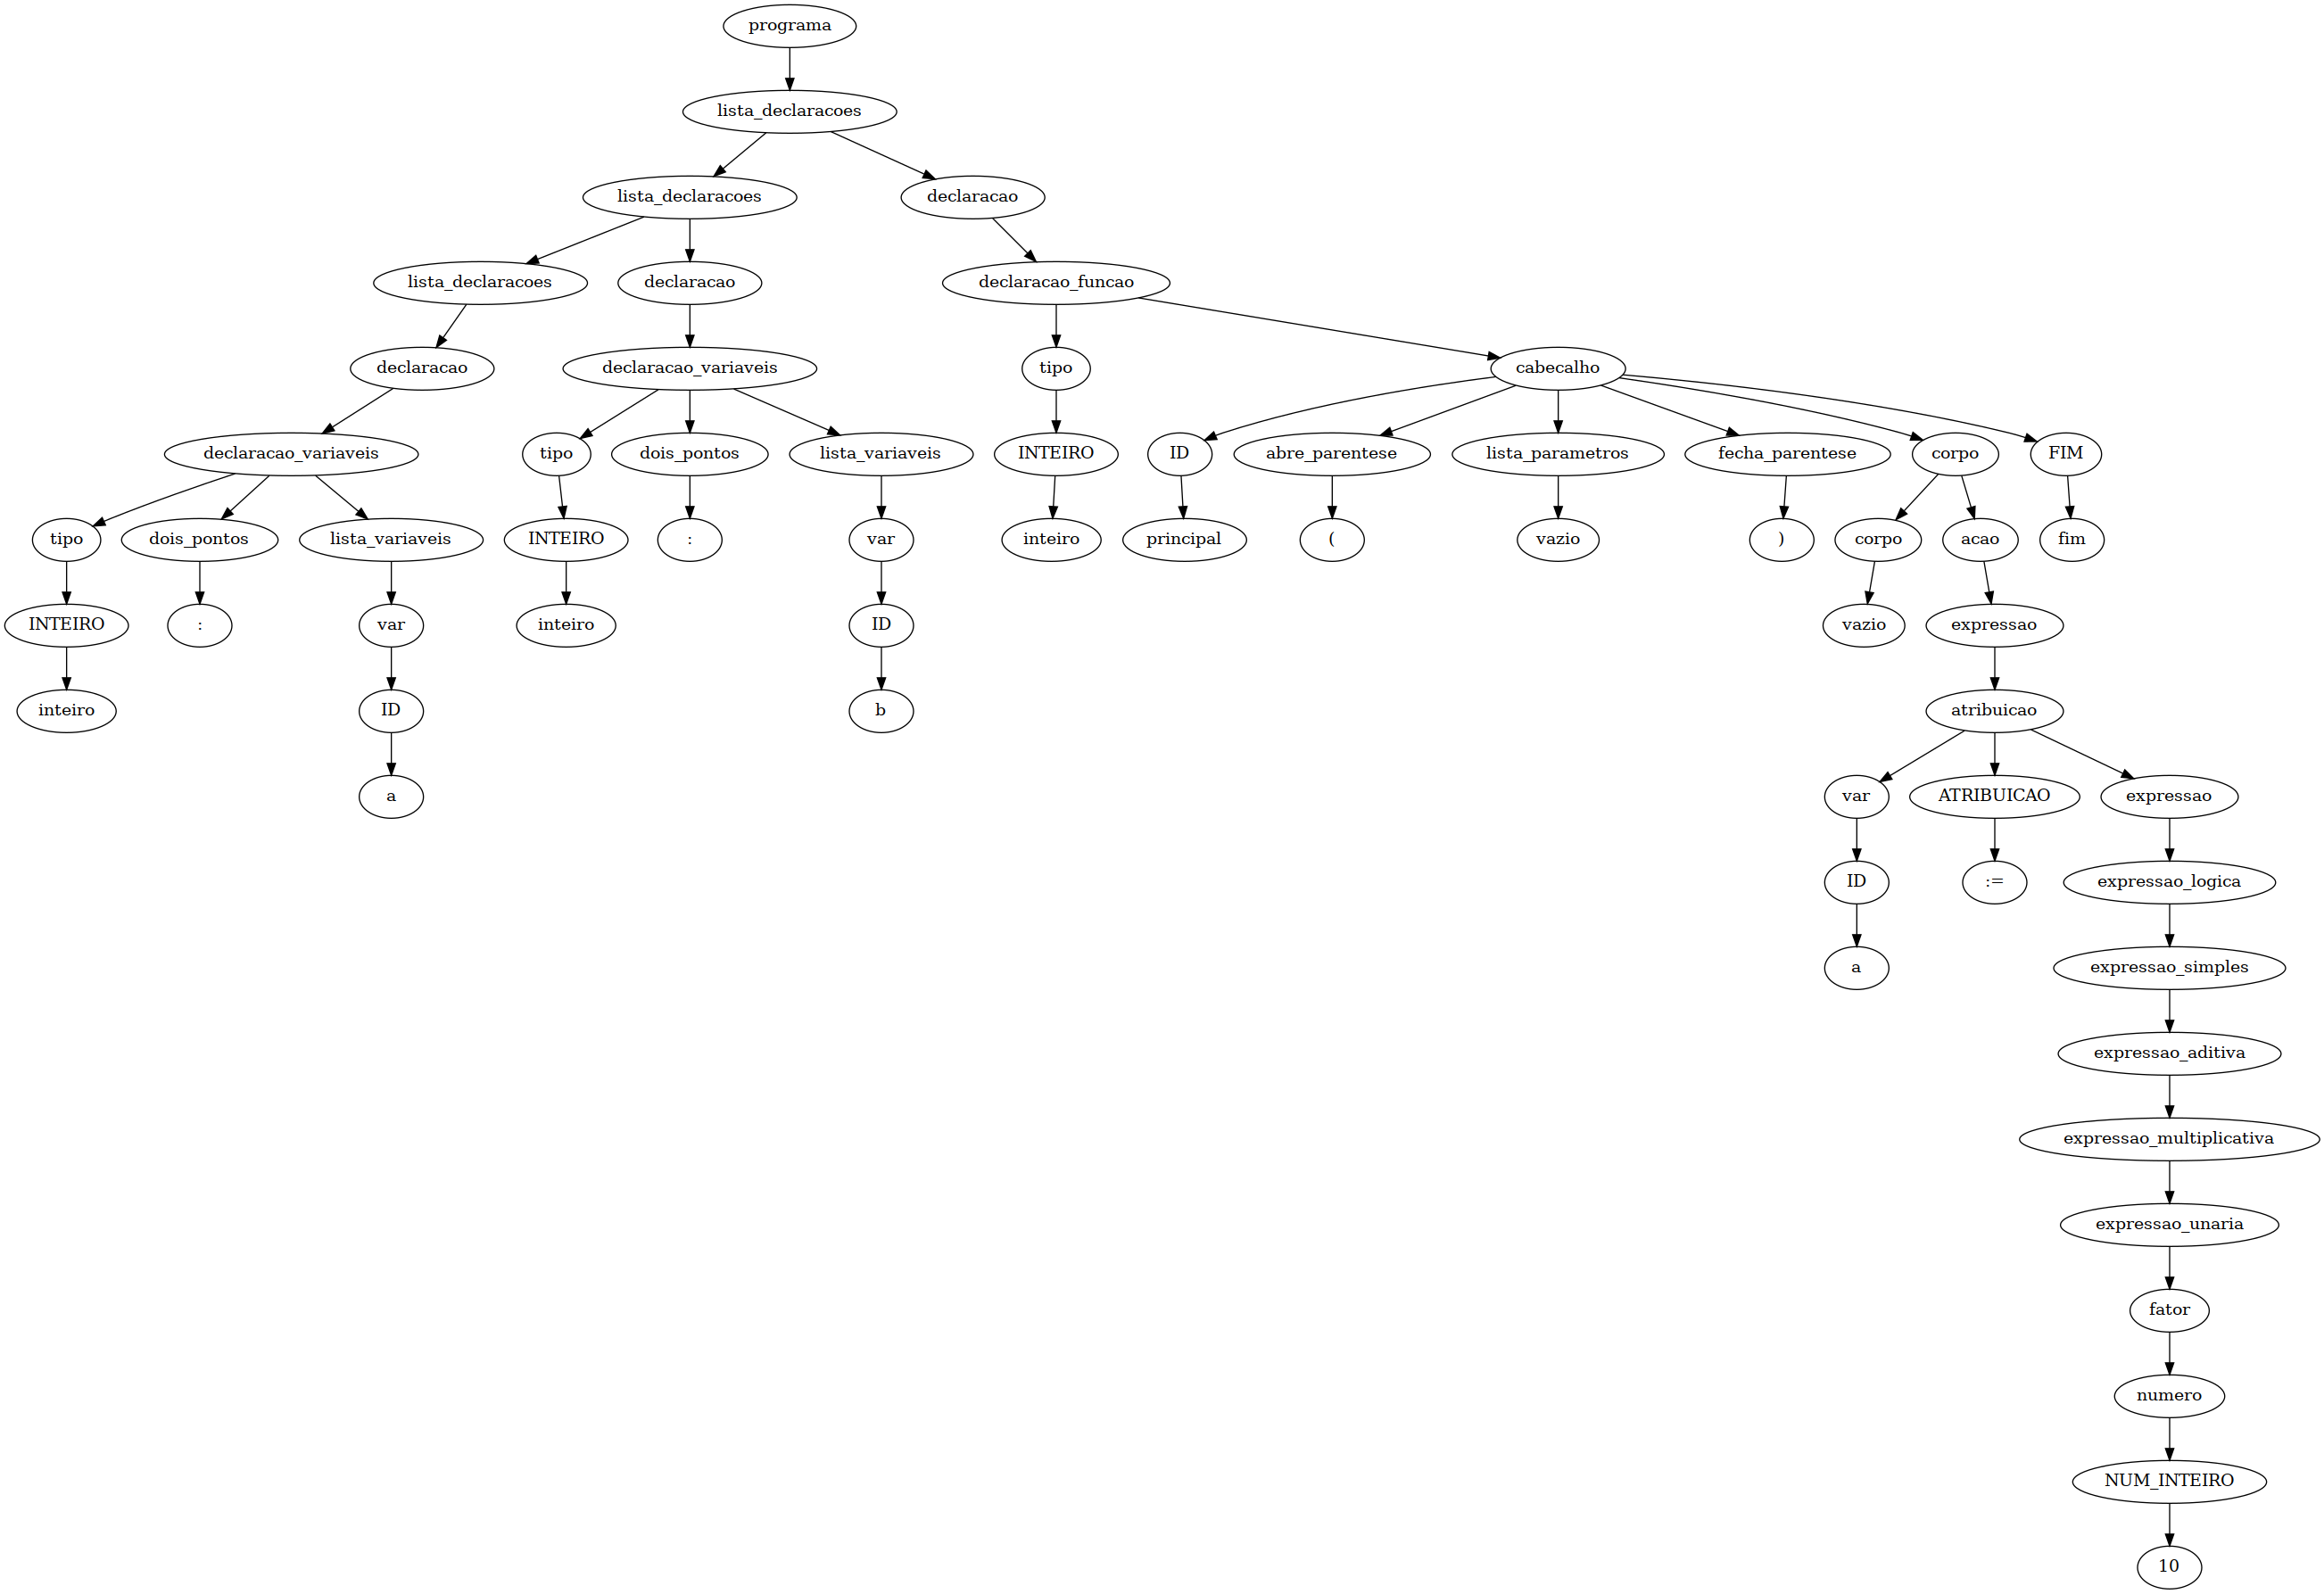 programa
lista_declaracoes
lista_declaracoes declaracao
lista_declaracoes declaracao declaracao_funcao
declaracao declaracao_variaveis tipo cabecalho
declaracao_variaveis tipo dois_pontos lista_variaveis INTEIRO ID abre_parentese lista_parametros fecha_parentese corpo FIM
tipo dois_pontos lista_variaveis INTEIRO : var inteiro principal ( vazio ) corpo acao fim
INTEIRO : var inteiro ID vazio expressao
inteiro ID b atribuicao
a var ATRIBUICAO expressao
ID := expressao_logica
a expressao_simples
expressao_aditiva
expressao_multiplicativa
expressao_unaria
fator
numero
NUM_INTEIRO
10